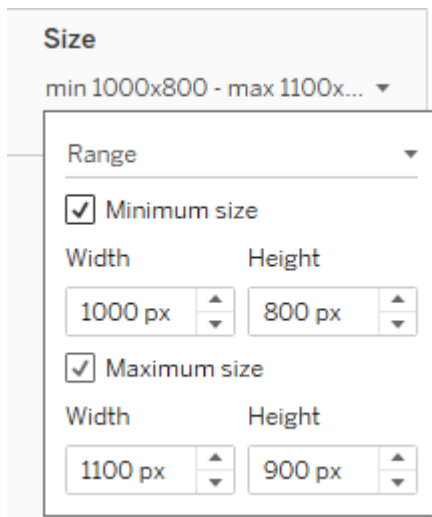 Size
min 1000x800 - max 1100x...
Range
Minimum size
Width Height
1000 px 800 px
Maximum size
Width Height
1100 px 900 px